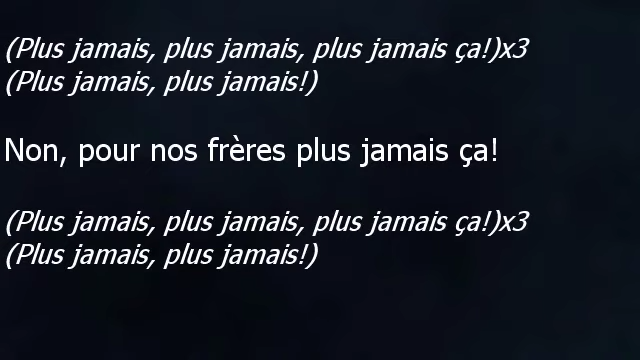 (Plus jamais, plus jamais, plus jamais ça!)x3
(Plus jamais, plus jamais!)
Non, pour nos frères plus jamais ça!
(Plus jamais, plus jamais, plus jamais ça!)x3
(Plus jamais, plus jamais!)